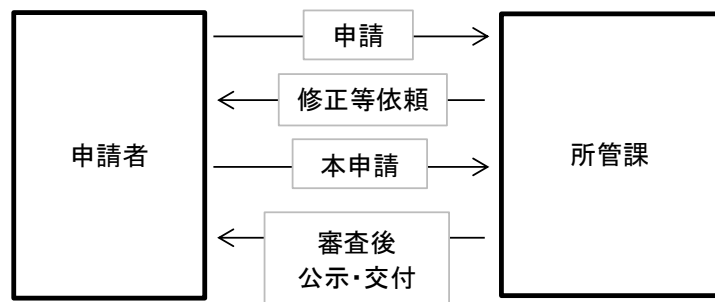 申請
修正等依頼
申請者
本申請
所管課
審査後
公示・交付